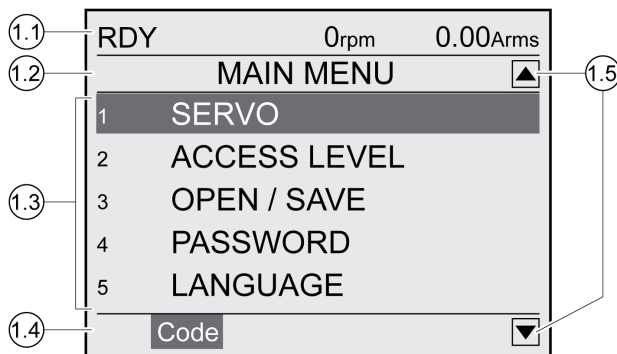 1.1 RDY 0rpm 0.00Arms
1.2 MAIN MENU 1.5
1 SERVO
2 ACCESS LEVEL
1.3 3 OPEN / SAVE
4 PASSWORD
5 LANGUAGE
1.4 Code